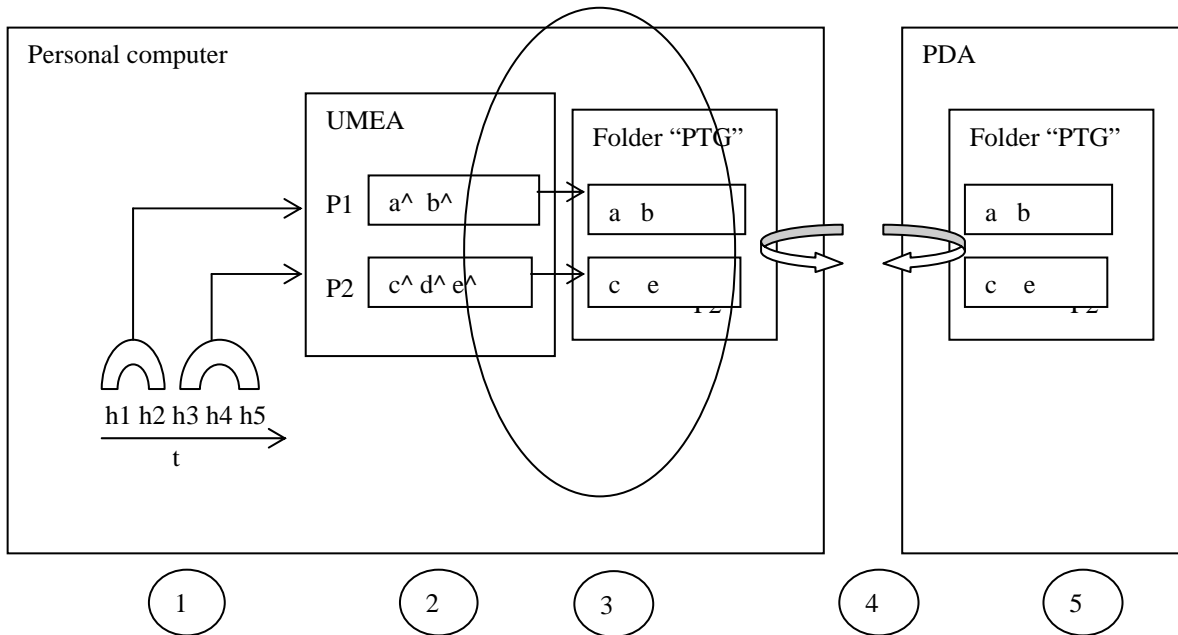 Personal computer
PDA
UMEA
Folder “PTG”
Folder “PTG”
P1
a^ b^
a b
a b
P2
c^ d^ e^
c e
c e
h1 h2 h3 h4 h5
t
1
2
3
4
5